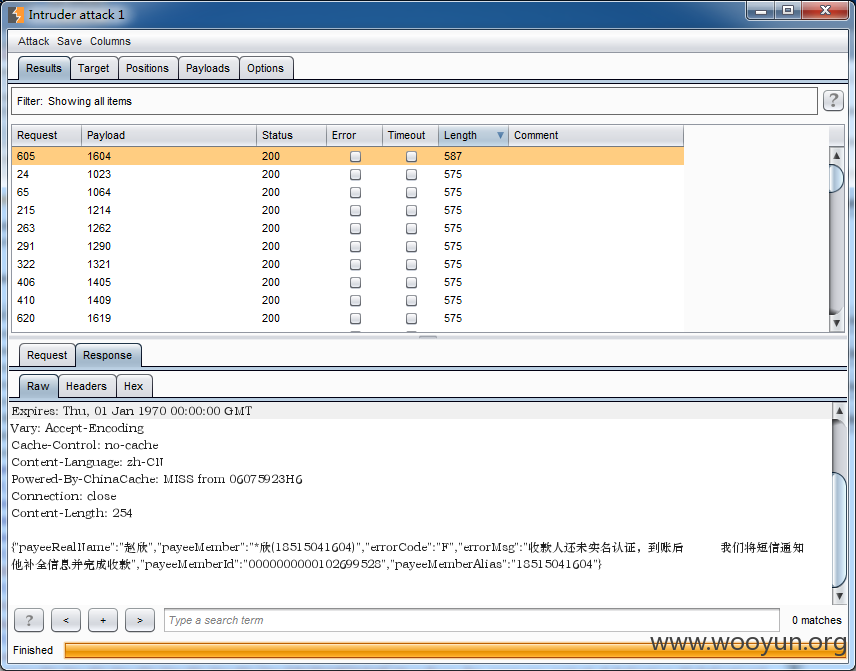 Intruder attack 1
Attack Save Columns
Results Target Positions Payloads Options
Filter: Showing all items
?
Request Payload Status Error Timeout Length Comment
605 1604 200 587
24 1023 200 575
65 1064 200 575
215 1214 200 575
263 1262 200 575
291 1290 200 575
322 1321 200 575
406 1405 200 575
410 1409 200 575
620 1619 200 575
Request Response
Raw Headers Hex
Expires: Thu, 01 Jan 1970 00:00:00 GMT
Vary: Accept-Encoding
Cache-Control: no-cache
Content-Language: zh-CN
Powered-By-ChinaCache: MISS from 06075923H6
Connection: close
Content-Length: 254
{"payeeRealName":"赵欣","payeeMember":"*欣(18515041604)","errorCode":"F","errorMsg":"收款人还未实名认证，到账后 我们将短信通知
他补全信息并完成收款","payeeMemberId":"0000000000102699528","payeeMemberAlias":"18515041604"}
? < + > Type a search term 0 matches
Finished
www.wooyun.org